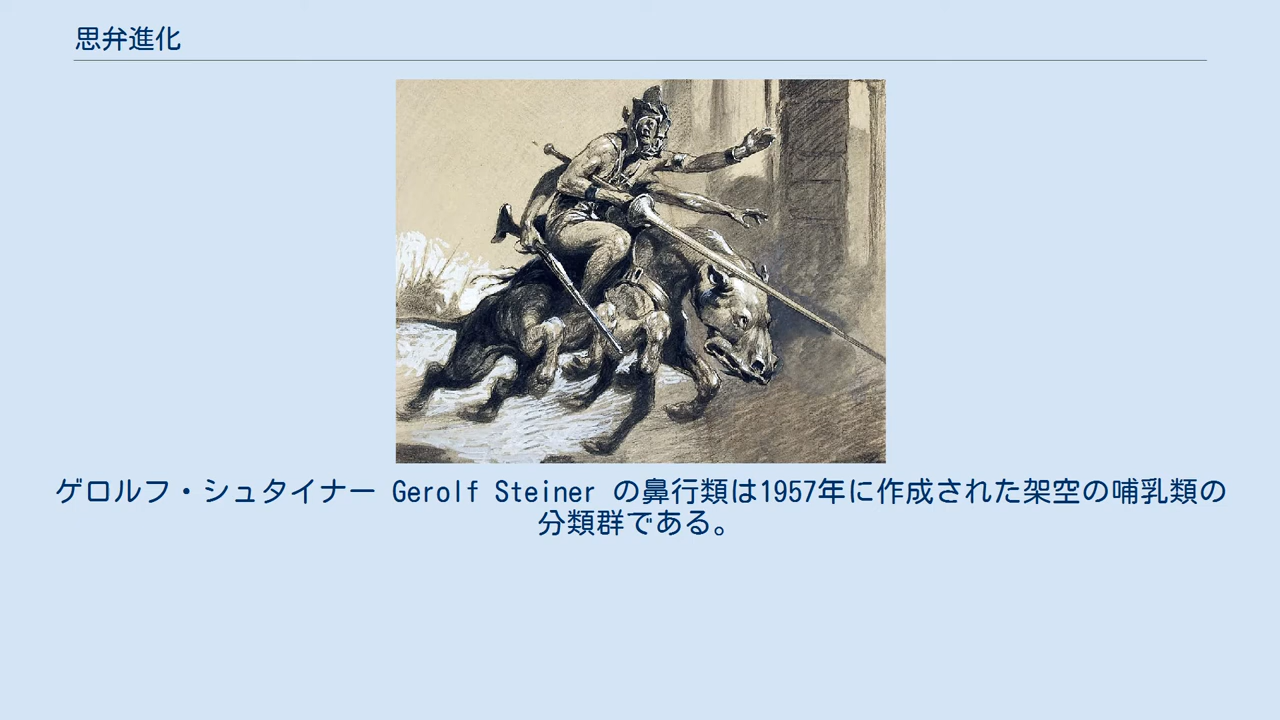 思弁進化
ゲロルフ・シュタイナー Gerolf Steiner の鼻行類は1957年に作成された架空の哺乳類の
分類群である。